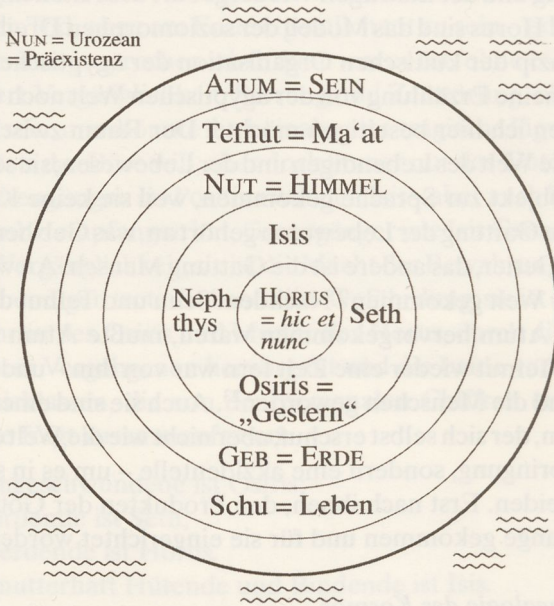 NUN = Urozean
= Präexistenz
ATUM = SEIN
Tefnut = Ma'at
NUT = HIMMEL
Isis
Neph-
thys
HORUS
= hic et
nunc
Seth
Osiris =
„Gestern“
GEB = ERDE
Schu = Leben